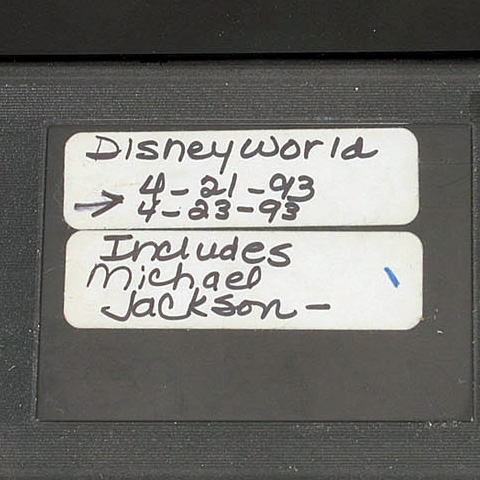 Disneyworld
4-21-93
→ 4-23-93
Includes
Michael
Jackson-